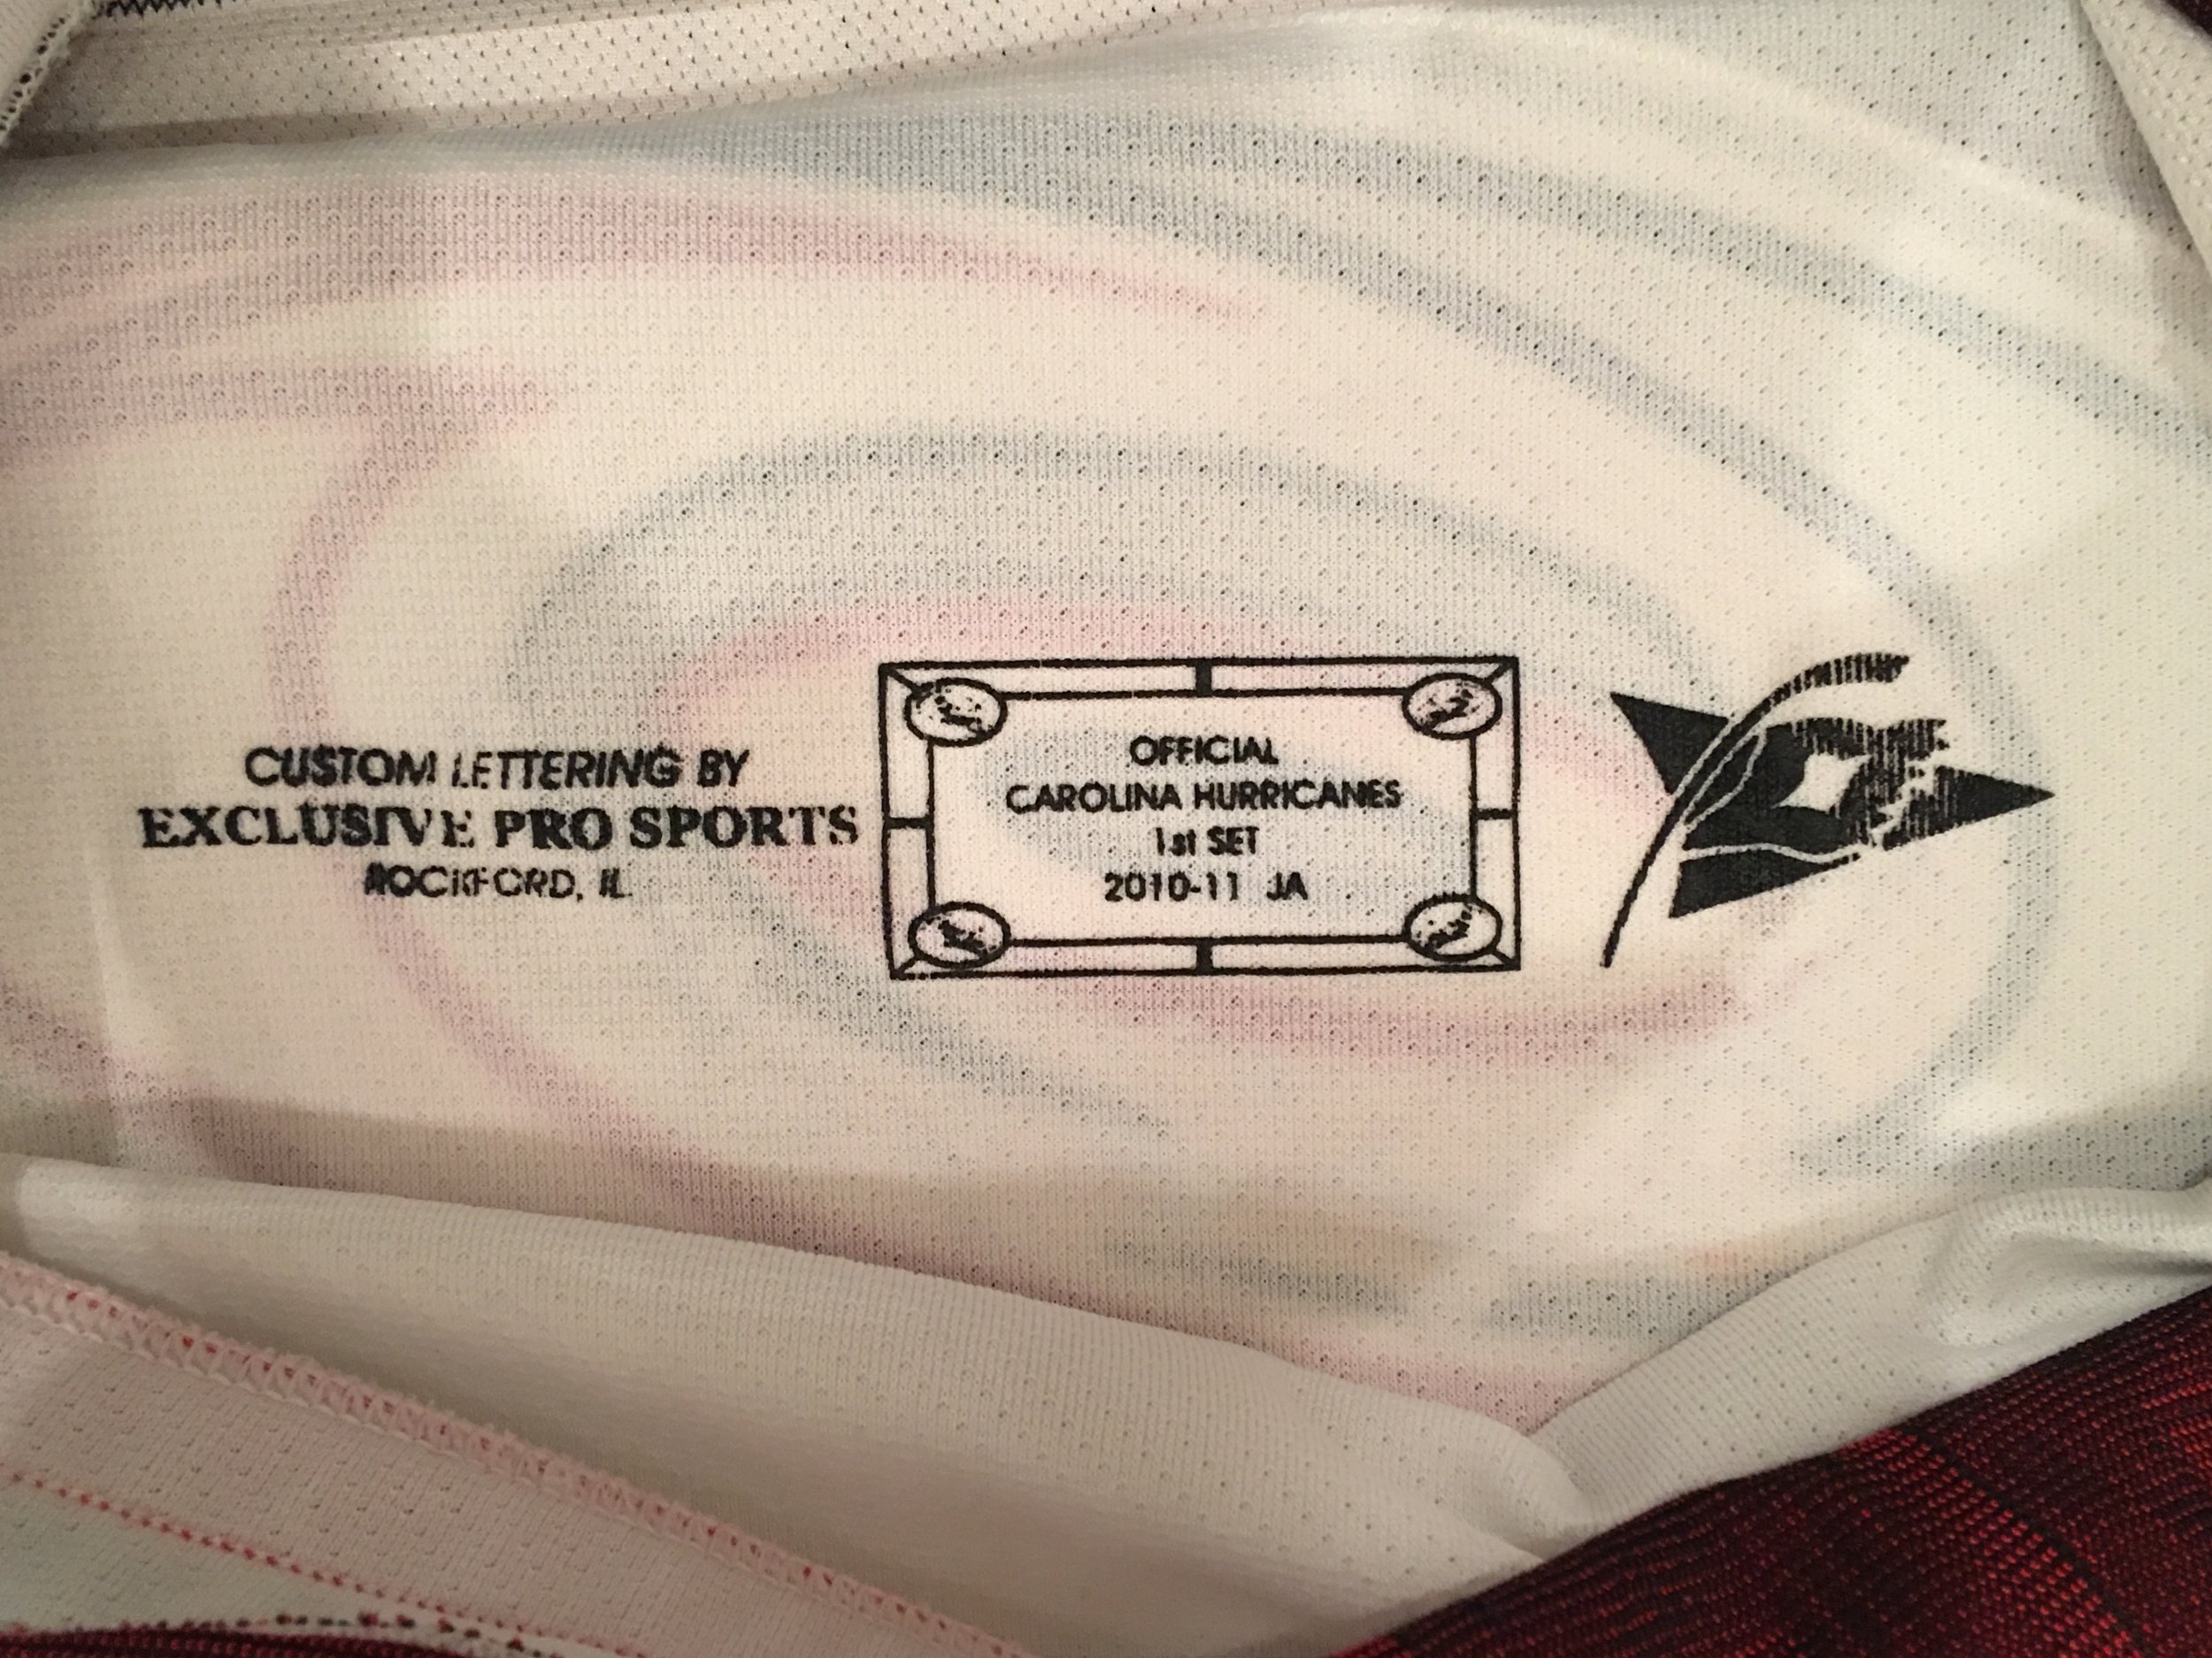 CUSTOM LETTERING BY
EXCLUSIVE PRO SPORTS
ROCKFORD, IL
OFFICIAL
CAROLINA HURRICANES
1st SET
2010-11 JA